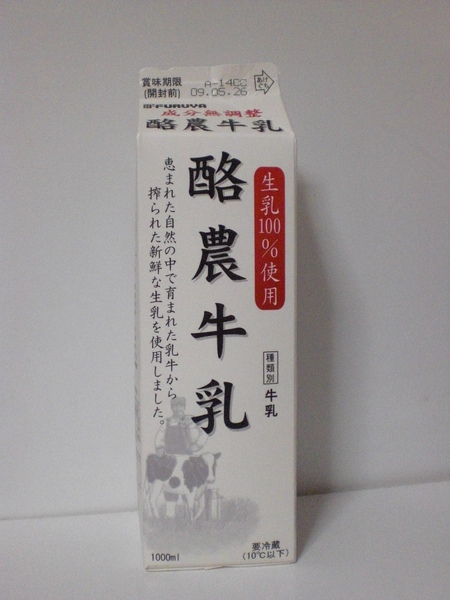 賞味期限
(開封前)
A-14CC
09.05.26
あけぐち
FURUYA
成分無調整
酪農牛乳
生乳100%使用
酪農牛乳
恵まれた自然の中で育まれた乳牛から
搾られた新鮮な生乳を使用しました。
種類別 牛乳
1000ml
要冷蔵
(10℃以下)